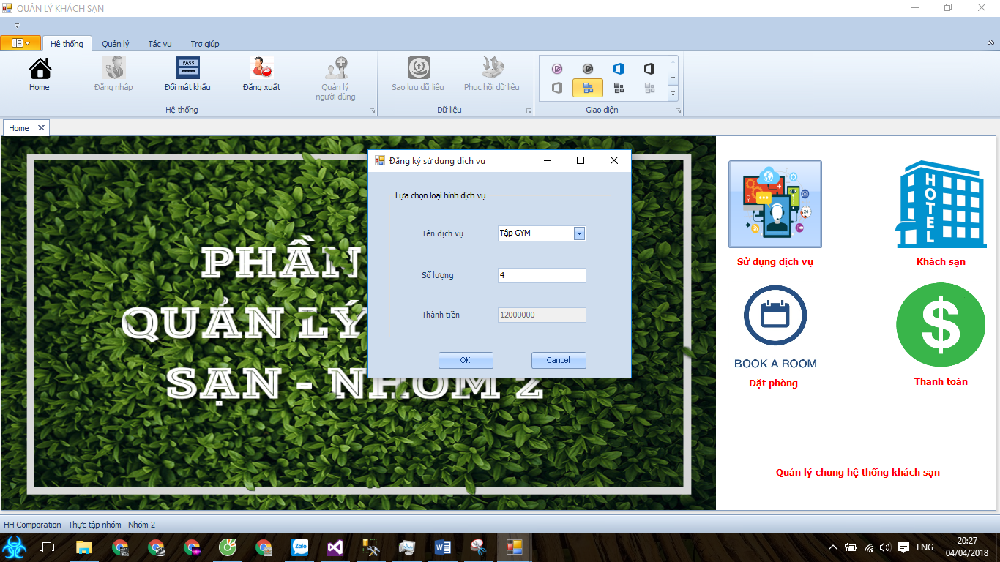 QUẢN LÝ KHÁCH SẠN
Hệ thống
Quản lý
Tác vụ
Trợ giúp
PASS
Home
Đăng nhập
Đổi mật khẩu
Đăng xuất
Quản lý
người dùng
Sao lưu dữ liệu
Phục hồi dữ liệu
Hệ thống
Dữ liệu
Giao diện
Home
PHẦN
QUẢN LÝ
SẠN - NHÓM 2
Đăng ký sử dụng dịch vụ
Lựa chọn loại hình dịch vụ
Tên dịch vụ
Tập GYM
Số lượng
4
Thành tiền
12000000
OK
Cancel
24
HOTEL
Sử dụng dịch vụ
Khách sạn
$
BOOK A ROOM
Đặt phòng
Thanh toán
Quản lý chung hệ thống khách sạn
HH Comporation - Thực tập nhóm - Nhóm 2
Zalo
ENG
20:27
04/04/2018